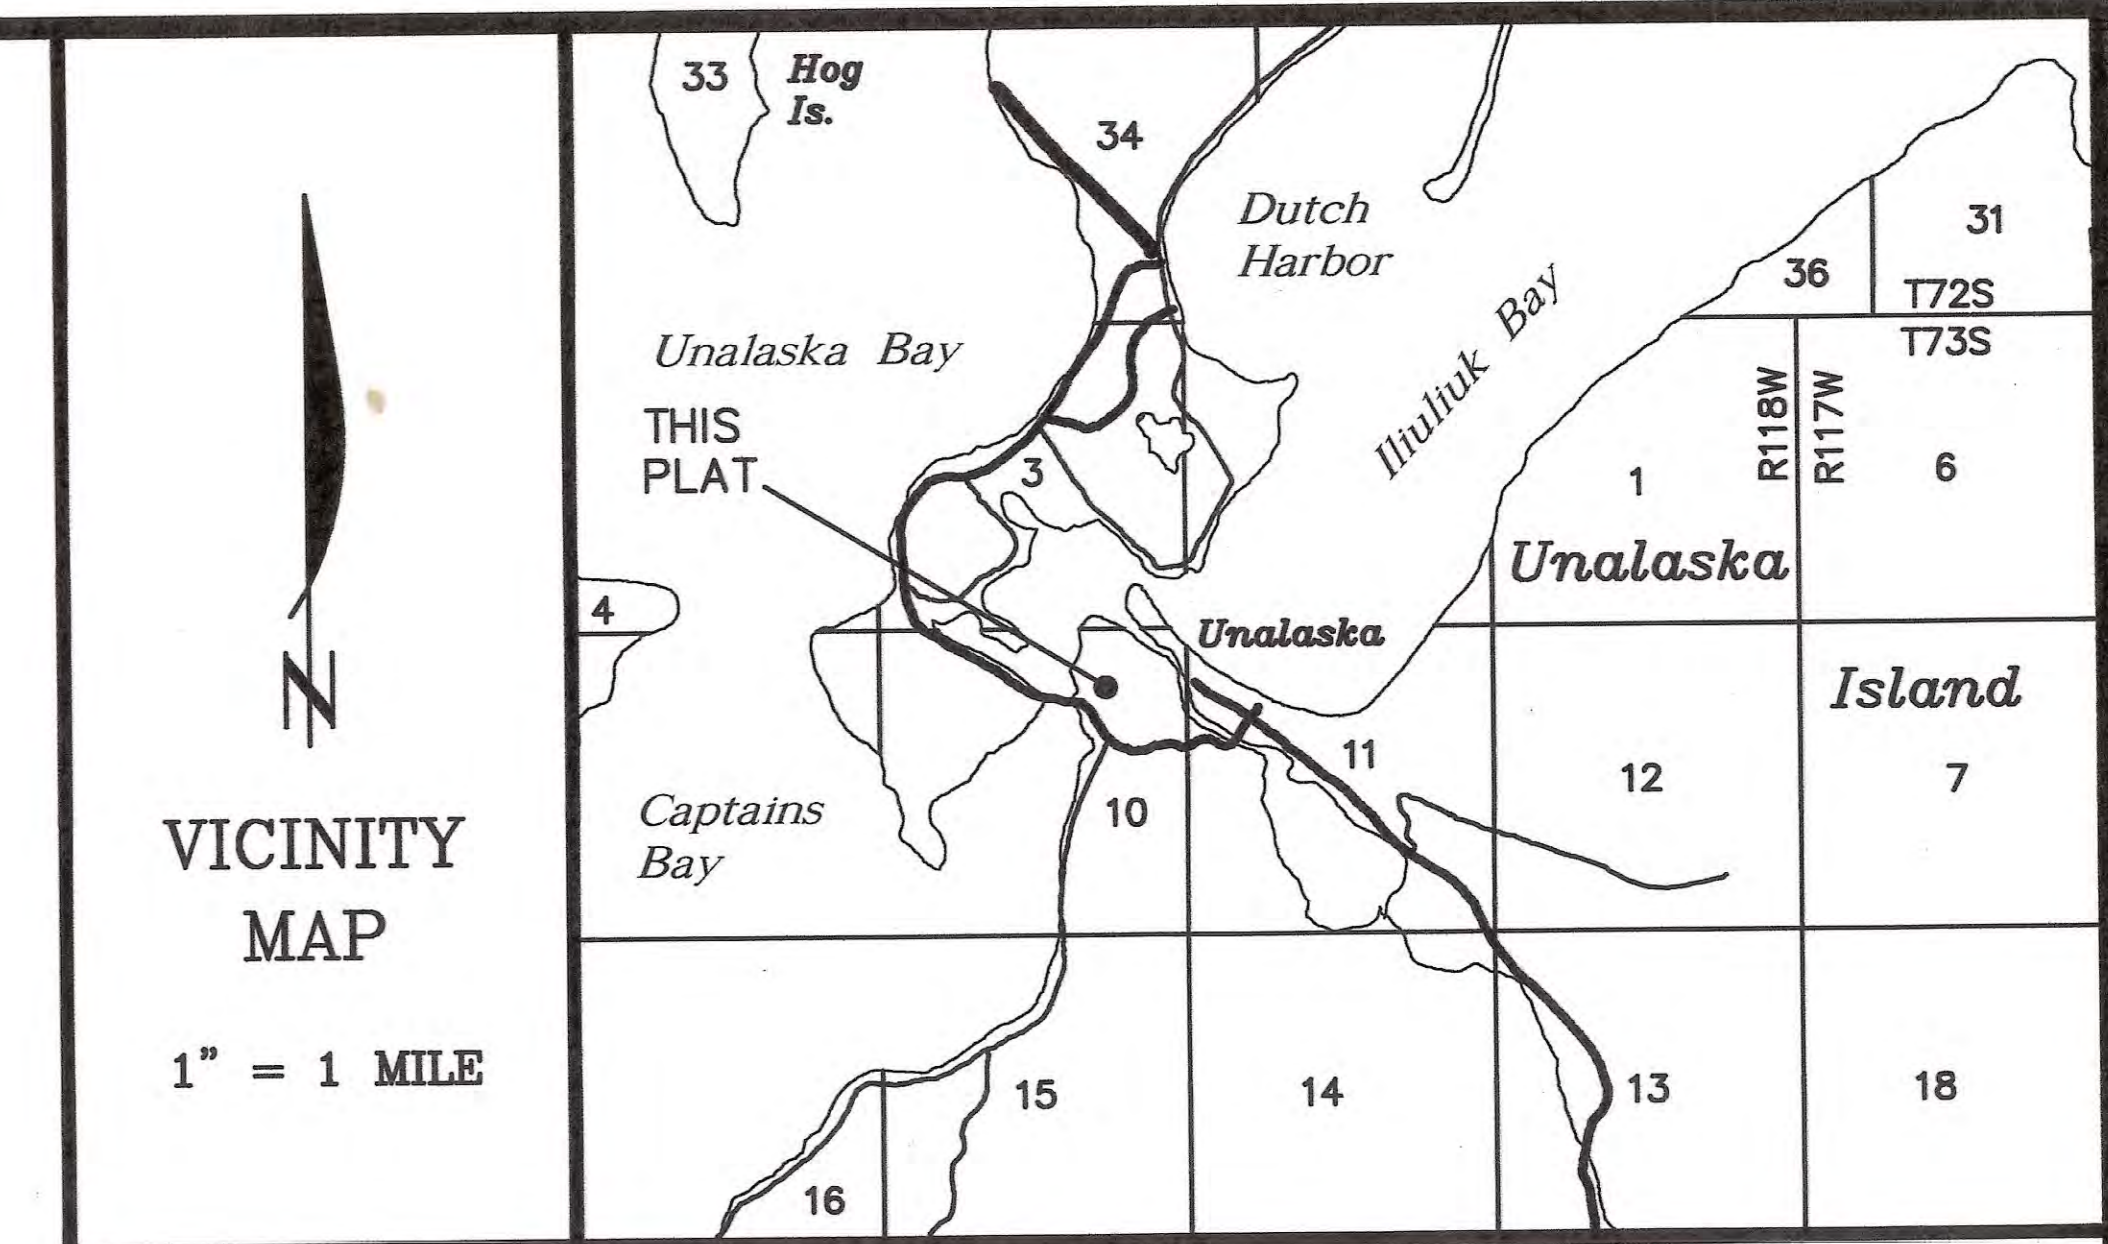 N
VICINITY
MAP
1" = 1 MILE
33
Hog
Is.
34
Dutch
Harbor
31
36
T72S
T73S
Unalaska Bay
Iliuliuk Bay
THIS
PLAT
3
R118W
R117W
1
6
Unalaska
4
Unalaska
Island
11
12
7
Captains
Bay
10
15
14
13
18
16